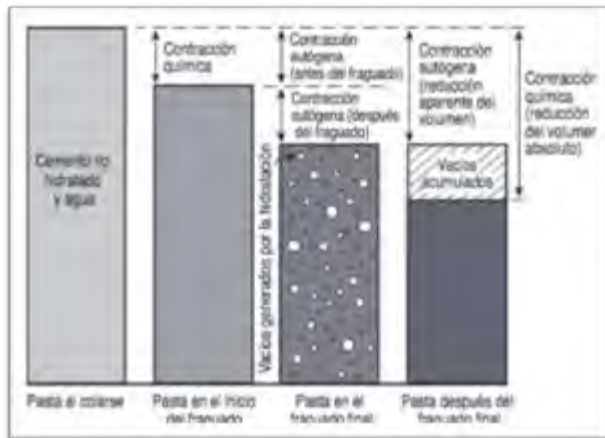 Contracción
química
Contracción
autógena
(antes del fraguado)
Contracción
autógena (después
del fraguado)
Contracción
autógena
(reducción
aparente del
volumen)
Contracción
química
(reducción
del volumen
absoluto)
Cemento no
hidratado
y agua
Vacíos generados por la hidratación
Vacíos
acumulados
Pasta al colarse
Pasta en el inicio
del fraguado
Pasta en el
fraguado final
Pasta después del
fraguado final